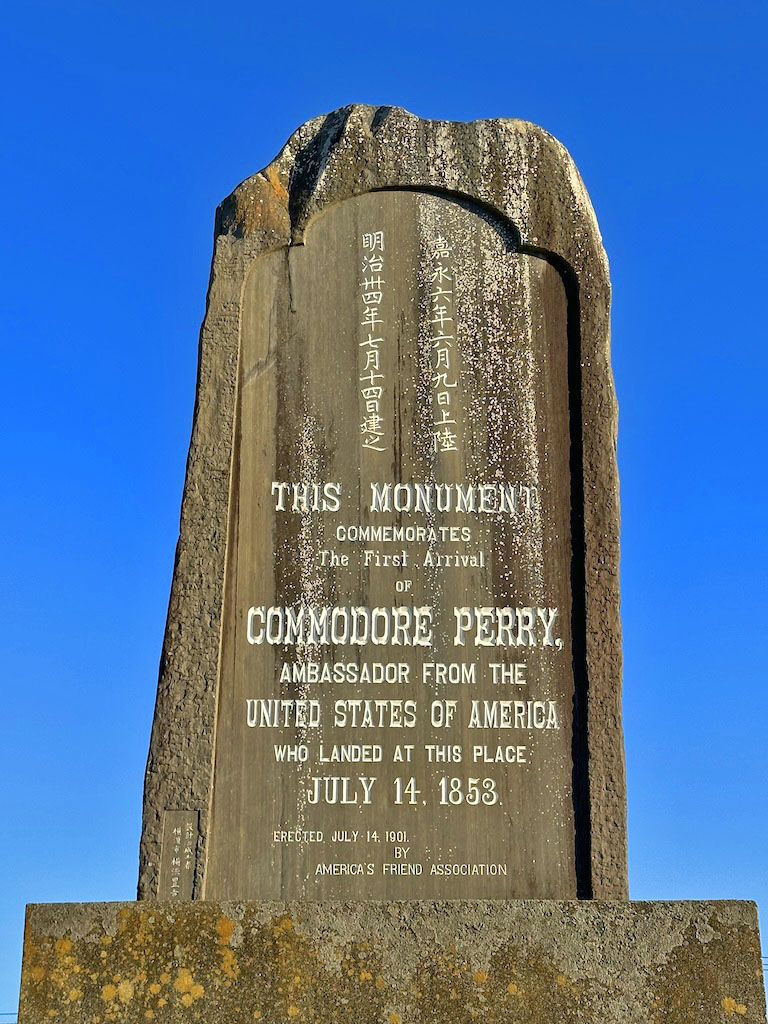 嘉永六年六月九日上陸
明治卅四年七月十四日建之
THIS MONUMENT
COMMEMORATES
The First Arrival
OF
COMMODORE PERRY,
AMBASSADOR FROM THE
UNITED STATES OF AMERICA
WHO LANDED AT THIS PLACE
JULY 14, 1853.
ERECTED, JULY 14, 1901.
BY
AMERICA'S FRIEND ASSOCIATION